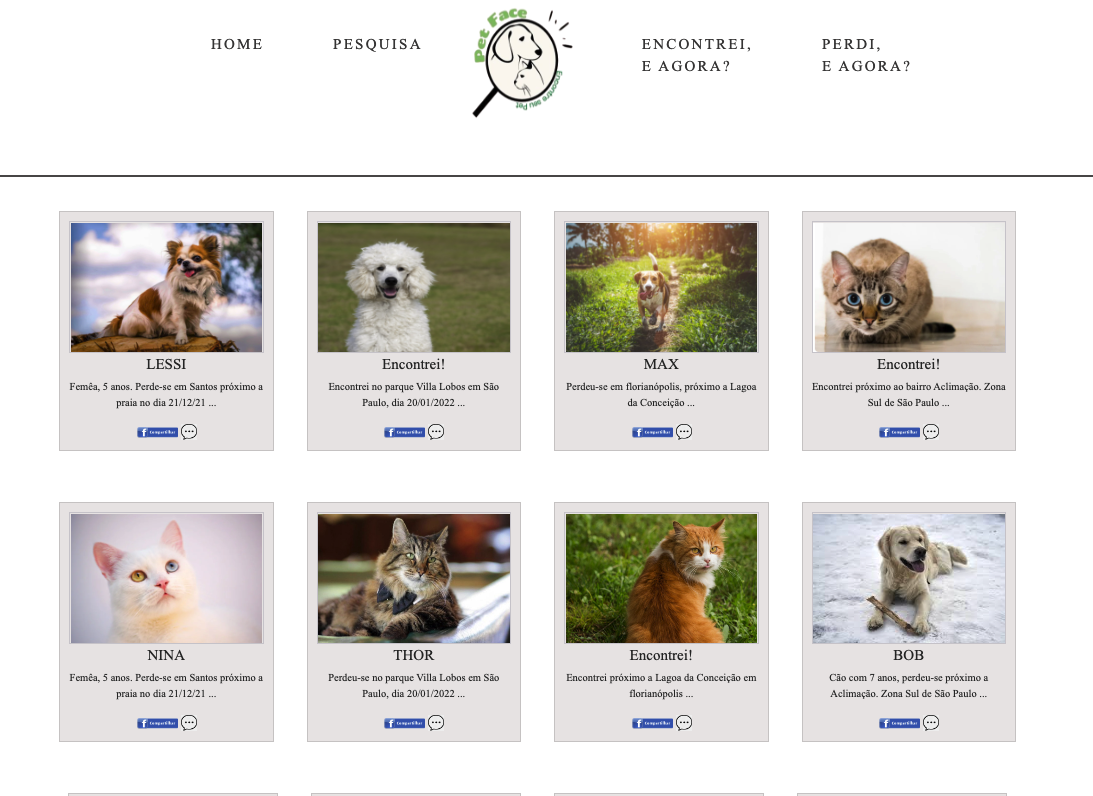 HOME
PESQUISA
Pet Face
Encontre seu Pet
ENCONTREI,
E AGORA?
PERDI,
E AGORA?
LESSI
Femêa, 5 anos. Perde-se em Santos próximo a
praia no dia 21/12/21 ...
f Compartilhar
Encontrei!
Encontrei no parque Villa Lobos em São
Paulo, dia 20/01/2022 ...
f Compartilhar
MAX
Perdeu-se em florianópolis, próximo a Lagoa
da Conceição ...
f Compartilhar
Encontrei!
Encontrei próximo ao bairro Aclimação. Zona
Sul de São Paulo ...
f Compartilhar
NINA
Femêa, 5 anos. Perde-se em Santos próximo a
praia no dia 21/12/21 ...
f Compartilhar
THOR
Perdeu-se no parque Villa Lobos em São
Paulo, dia 20/01/2022 ...
f Compartilhar
Encontrei!
Encontrei próximo a Lagoa da Conceição em
florianópolis ...
f Compartilhar
BOB
Cão com 7 anos, perdeu-se próximo a
Aclimação. Zona Sul de São Paulo ...
f Compartilhar